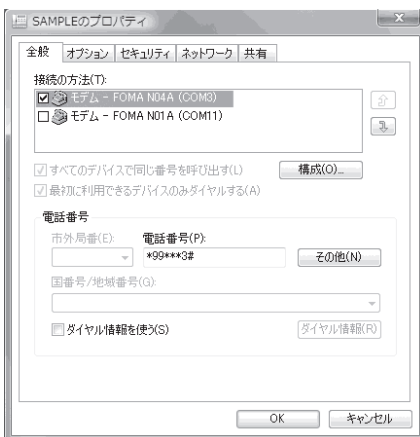 SAMPLEのプロパティ
全般 オプション セキュリティ ネットワーク 共有
接続の方法(T):
モデム - FOMA N04A (COM3)
モデム - FOMA N01A (COM11)
すべてのデバイスで同じ番号を呼び出す(L)
構成(O)...
最初に利用できるデバイスのみダイヤルする(A)
電話番号
市外局番(E): 電話番号(P):
*99***3# その他(N)
国番号/地域番号(G):
ダイヤル情報を使う(S) ダイヤル情報(R)
OK キャンセル